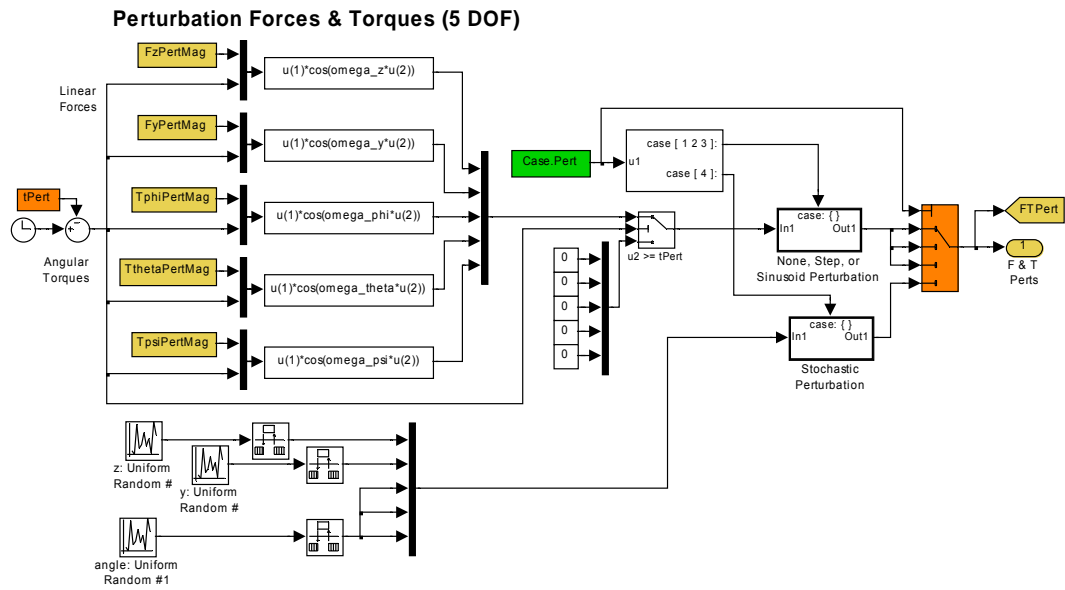 Perturbation Forces & Torques (5 DOF)
FzPertMag
u(1)*cos(omega_z*u(2))
Linear
Forces
FyPertMag
u(1)*cos(omega_y*u(2))
Case.Pert
u1
case [ 1 2 3 ]:
case [ 4 ]:
tPert
TphiPertMag
u(1)*cos(omega_phi*u(2))
Angular
Torques
u2 >= tPert
case: { }
In1
Out1
None, Step, or
Sinusoid Perturbation
FTPert
1
F & T
Perts
TthetaPertMag
u(1)*cos(omega_theta*u(2))
0
0
0
0
0
case: { }
In1
Out1
Stochastic
Perturbation
TpsiPertMag
u(1)*cos(omega_psi*u(2))
z: Uniform
Random #
y: Uniform
Random #
angle: Uniform
Random #1